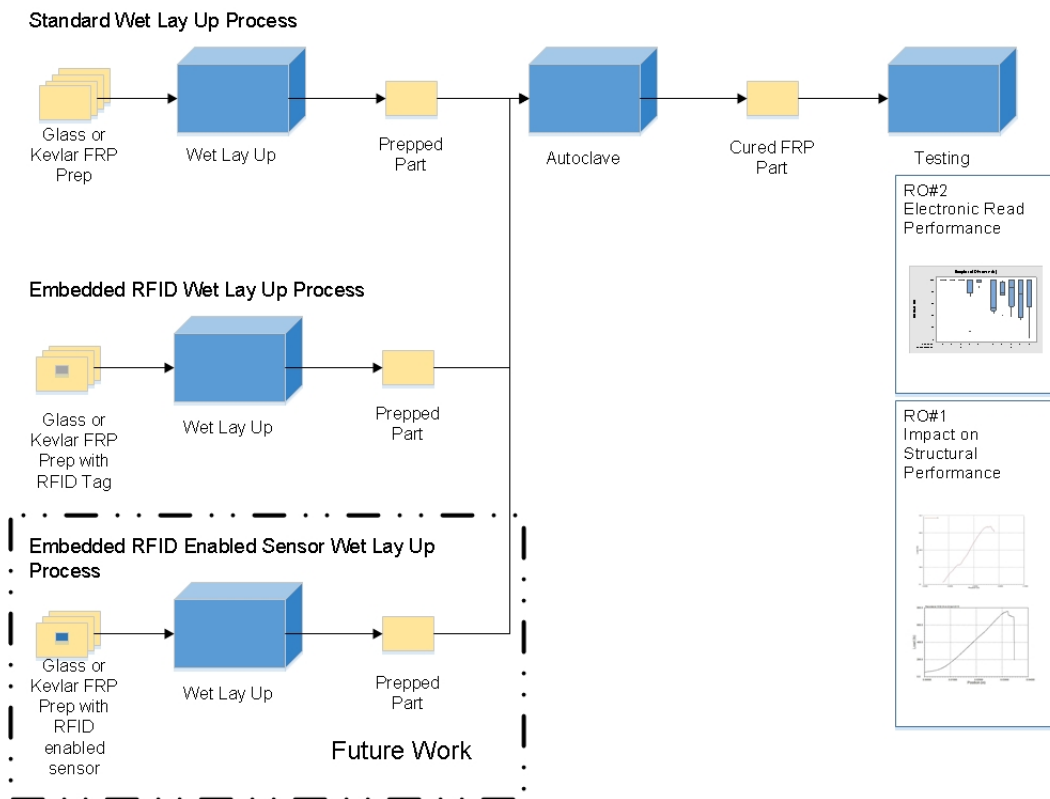 Standard Wet Lay Up Process
Glass or
Kevlar FRP
Prep
Wet Lay Up
Prepped
Part
Autoclave
Cured FRP
Part
Testing
RO#2
Electronic Read
Performance
Embedded RFID Wet Lay Up Process
Glass or
Kevlar FRP
Prep with
RFID Tag
Wet Lay Up
Prepped
Part
RO#1
Impact on
Structural
Performance
Embedded RFID Enabled Sensor Wet Lay Up
Process
Glass or
Kevlar FRP
Prep with
RFID
enabled
sensor
Wet Lay Up
Prepped
Part
Future Work